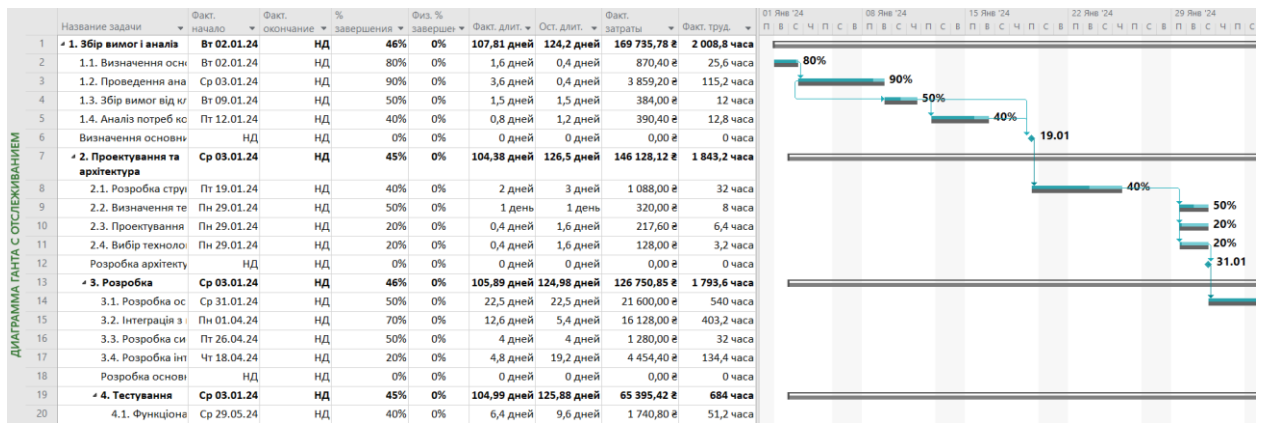 ДИАГРАММА ГАНТА С ОТСЛЕЖИВАНИЕМ
Название задачи Факт. начало Факт. окончание % завершения Физ. % завершен Факт. длит. Ост. длит. Факт. затраты Факт. труд.
01 Янв '24 08 Янв '24 15 Янв '24 22 Янв '24 29 Янв '24
П В С Ч П С В П В С Ч П С В П В С Ч П С В П В С Ч П С В П В С Ч П С
1 1. Збір вимог і аналіз Вт 02.01.24 НД 46% 0% 107,81 дней 124,2 дней 169 735,78 ₴ 2 008,8 часа
2 1.1. Визначення осно Вт 02.01.24 НД 80% 0% 1,6 дней 0,4 дней 870,40 ₴ 25,6 часа 80%
3 1.2. Проведення ана Ср 03.01.24 НД 90% 0% 3,6 дней 0,4 дней 3 859,20 ₴ 115,2 часа 90%
4 1.3. Збір вимог від кл Вт 09.01.24 НД 50% 0% 1,5 дней 1,5 дней 384,00 ₴ 12 часа 50%
5 1.4. Аналіз потреб ко Пт 12.01.24 НД 40% 0% 0,8 дней 1,2 дней 390,40 ₴ 12,8 часа 40%
6 Визначення основни НД НД 0% 0% 0 дней 0 дней 0,00 ₴ 0 часа 19.01
7 2. Проектування та архітектура Ср 03.01.24 НД 45% 0% 104,38 дней 126,5 дней 146 128,12 ₴ 1 843,2 часа
8 2.1. Розробка струк Пт 19.01.24 НД 40% 0% 2 дней 3 дней 1 088,00 ₴ 32 часа 40%
9 2.2. Визначення те Пн 29.01.24 НД 50% 0% 1 день 1 день 320,00 ₴ 8 часа 50%
10 2.3. Проектування Пн 29.01.24 НД 20% 0% 0,4 дней 1,6 дней 217,60 ₴ 6,4 часа 20%
11 2.4. Вибір техноло Пн 29.01.24 НД 20% 0% 0,4 дней 1,6 дней 128,00 ₴ 3,2 часа 20%
12 Розробка архітекту НД НД 0% 0% 0 дней 0 дней 0,00 ₴ 0 часа 31.01
13 3. Розробка Ср 03.01.24 НД 46% 0% 105,89 дней 124,98 дней 126 750,85 ₴ 1 793,6 часа
14 3.1. Розробка ос Ср 31.01.24 НД 50% 0% 22,5 дней 22,5 дней 21 600,00 ₴ 540 часа
15 3.2. Інтеграція з Пн 01.04.24 НД 70% 0% 12,6 дней 5,4 дней 16 128,00 ₴ 403,2 часа
16 3.3. Розробка си Пт 26.04.24 НД 50% 0% 4 дней 4 дней 1 280,00 ₴ 32 часа
17 3.4. Розробка інт Чт 18.04.24 НД 20% 0% 4,8 дней 19,2 дней 4 454,40 ₴ 134,4 часа
18 Розробка основн НД НД 0% 0% 0 дней 0 дней 0,00 ₴ 0 часа
19 4. Тестування Ср 03.01.24 НД 45% 0% 104,99 дней 125,88 дней 65 395,42 ₴ 684 часа
20 4.1. Функціона Ср 29.05.24 НД 40% 0% 6,4 дней 9,6 дней 1 740,80 ₴ 51,2 часа